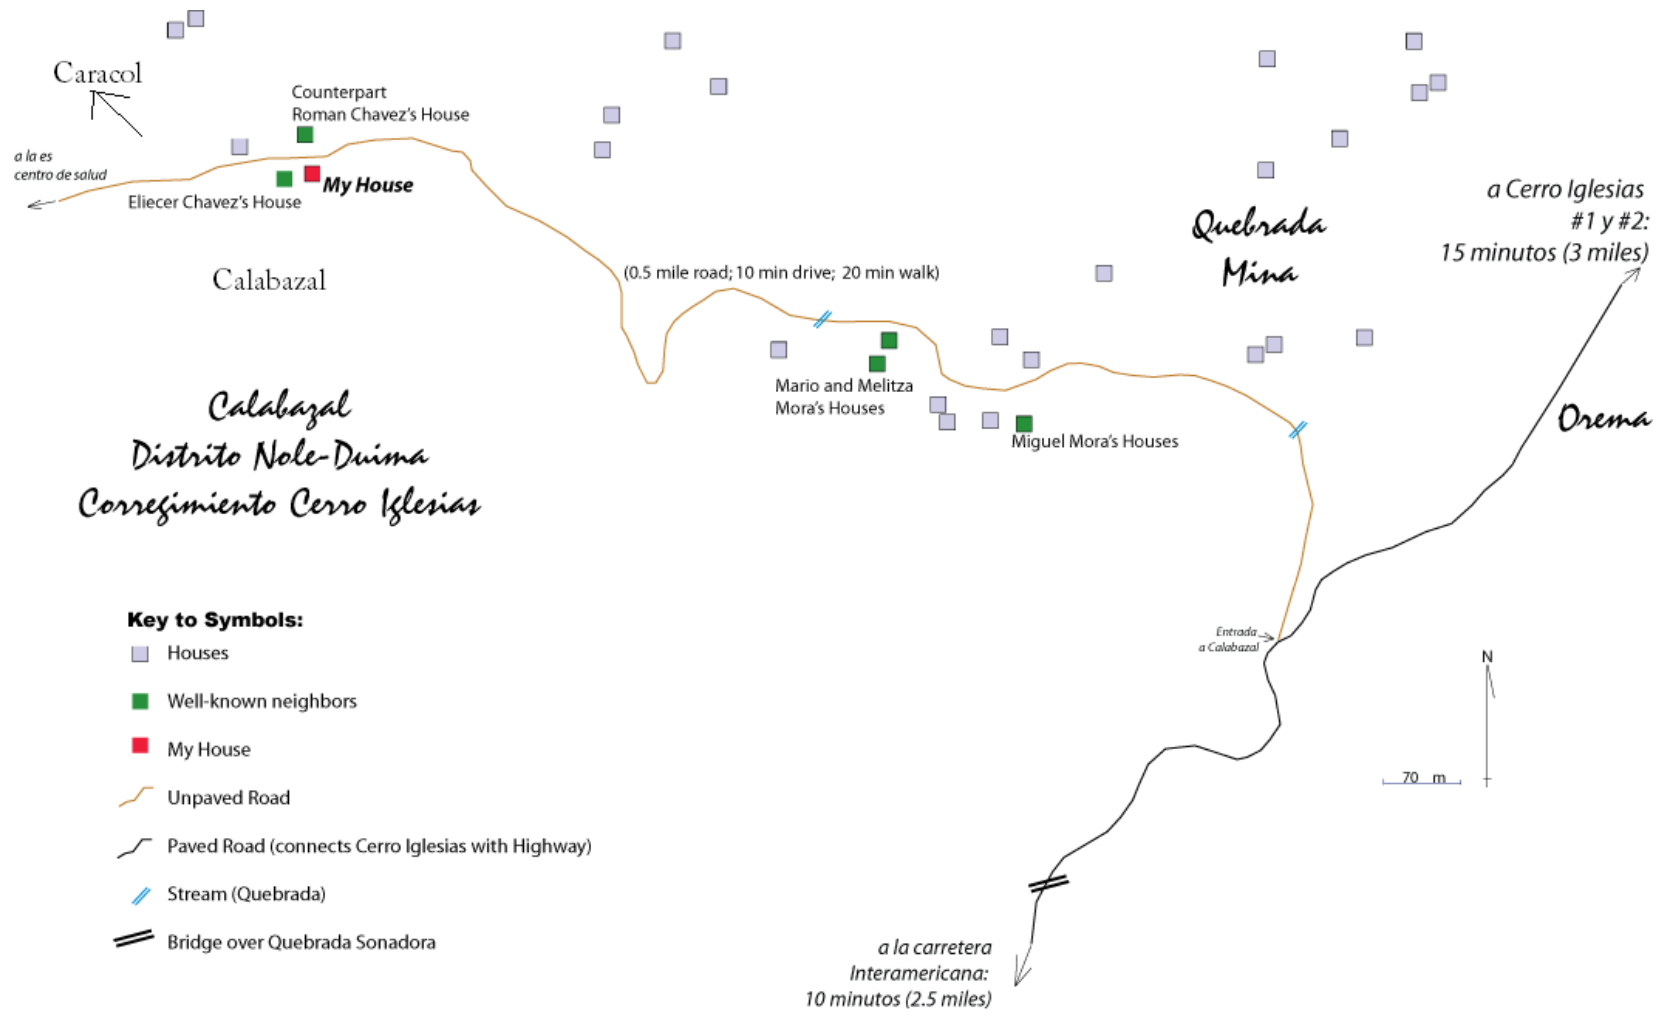 Caracol
Counterpart
Roman Chavez's House
a la es
centro de salud
My House
Eliecer Chavez's House
Calabazal
(0.5 mile road; 10 min drive; 20 min walk)
Quebrada
Mina
a Cerro Iglesias
#1 y #2:
15 minutos (3 miles)
Orema
Mario and Melitza
Mora's Houses
Miguel Mora's Houses
Calabazal
Distrito Nole-Duima
Corregimiento Cerro Iglesias
Entrada
a Calabazal
N
70 m
Key to Symbols:
Houses
Well-known neighbors
My House
Unpaved Road
Paved Road (connects Cerro Iglesias with Highway)
Stream (Quebrada)
Bridge over Quebrada Sonadora
a la carretera
Interamericana:
10 minutos (2.5 miles)